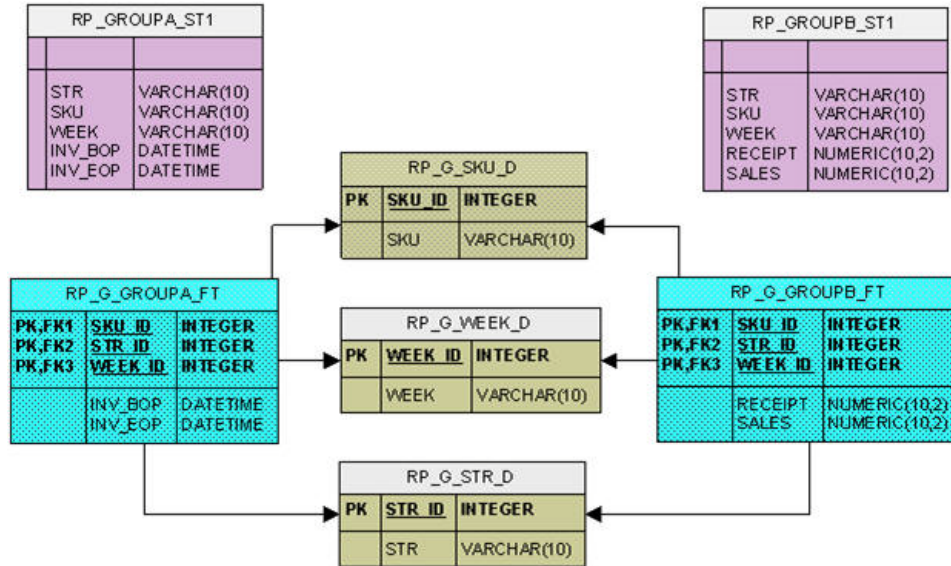 RP_GROUPA_ST1
STR VARCHAR(10)
SKU VARCHAR(10)
WEEK VARCHAR(10)
INV_BOP DATETIME
INV_EOP DATETIME
RP_GROUPB_ST1
STR VARCHAR(10)
SKU VARCHAR(10)
WEEK VARCHAR(10)
RECEIPT NUMERIC(10,2)
SALES NUMERIC(10,2)
RP_G_SKU_D
PK SKU_ID INTEGER
SKU VARCHAR(10)
RP_G_GROUPA_FT
PK,FK1 SKU_ID INTEGER
PK,FK2 STR_ID INTEGER
PK,FK3 WEEK_ID INTEGER
INV_BOP DATETIME
INV_EOP DATETIME
RP_G_WEEK_D
PK WEEK_ID INTEGER
WEEK VARCHAR(10)
RP_G_GROUPB_FT
PK,FK1 SKU_ID INTEGER
PK,FK2 STR_ID INTEGER
PK,FK3 WEEK_ID INTEGER
RECEIPT NUMERIC(10,2)
SALES NUMERIC(10,2)
RP_G_STR_D
PK STR_ID INTEGER
STR VARCHAR(10)